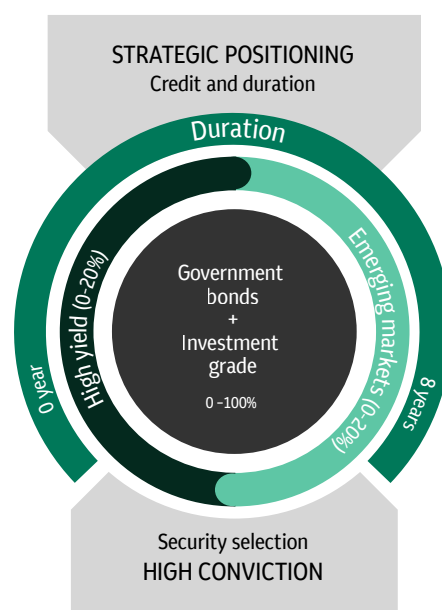 STRATEGIC POSITIONING
Credit and duration
Duration
High yield (0-20%)
Emerging markets (0-20%)
0 year
8 years
Government
bonds
+
Investment
grade
0 -100%
Security selection
HIGH CONVICTION